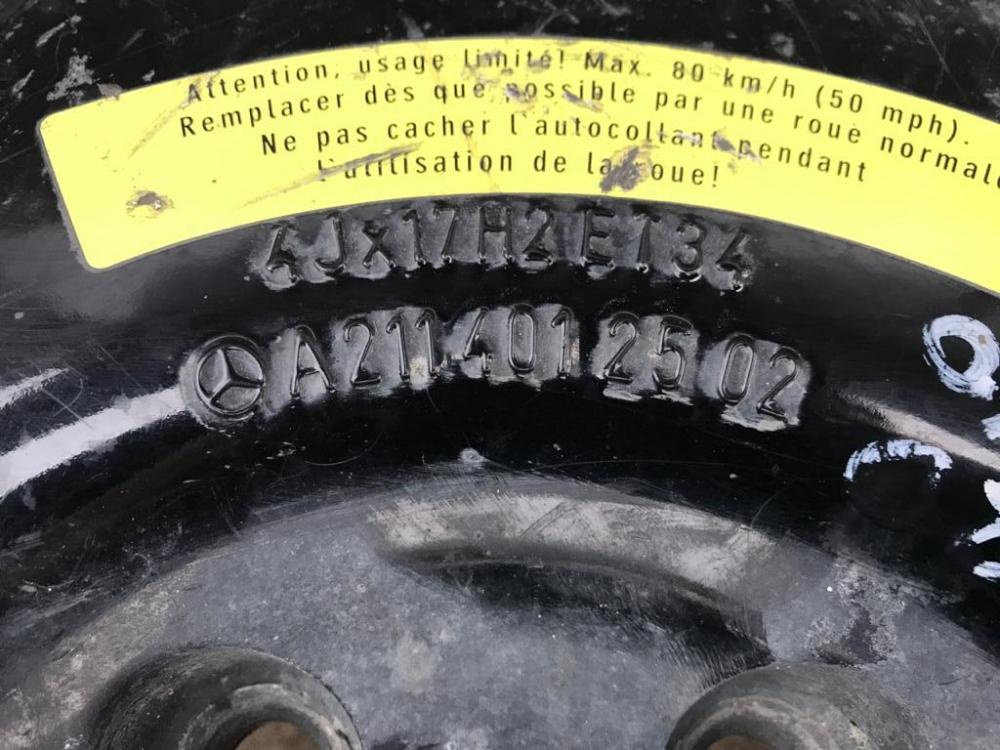 Attention, usage limité! Max. 80 km/h (50 mph).
Remplacer dès que possible par une roue normale
Ne pas cacher l'autocollant pendant
l'utilisation de la roue!
4Jx17H2 ET34
A 211 401 25 02